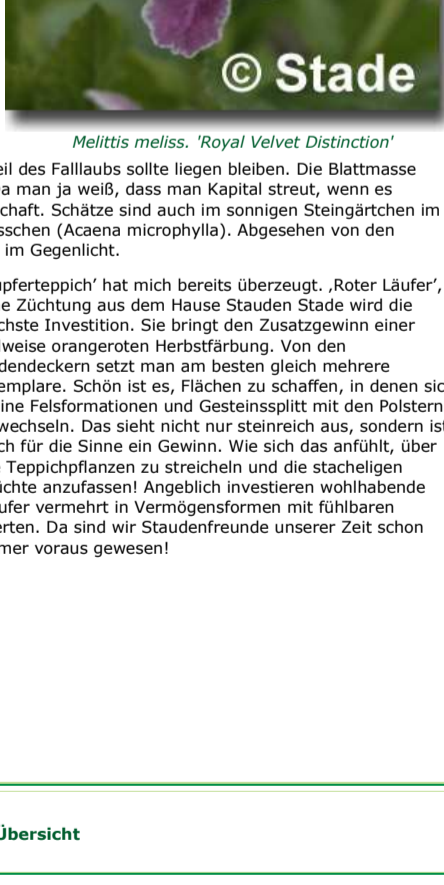 © Stade
Melittis meliss. 'Royal Velvet Distinction'
eil des Falllaubs sollte liegen bleiben. Die Blattmasse
a man ja weiß, dass man Kapital streut, wenn es
chaft. Schätze sind auch im sonnigen Steingärtchen im
sschen (Acaena microphylla). Abgesehen von den
im Gegenlicht.
upferteppich’ hat mich bereits überzeugt. ‚Roter Läufer’,
e Züchtung aus dem Hause Stauden Stade wird die
chste Investition. Sie bringt den Zusatzgewinn einer
lweise orangeroten Herbstfärbung. Von den
dendeckern setzt man am besten gleich mehrere
emplare. Schön ist es, Flächen zu schaffen, in denen sic
ine Felsformationen und Gesteinssplitt mit den Polstern
wechseln. Das sieht nicht nur steinreich aus, sondern ist
ch für die Sinne ein Gewinn. Wie sich das anfühlt, über
e Teppichpflanzen zu streicheln und die stacheligen
üchte anzufassen! Angeblich investieren wohlhabende
ufer vermehrt in Vermögensformen mit fühlbaren
erten. Da sind wir Staudenfreunde unserer Zeit schon
mer voraus gewesen!
Übersicht